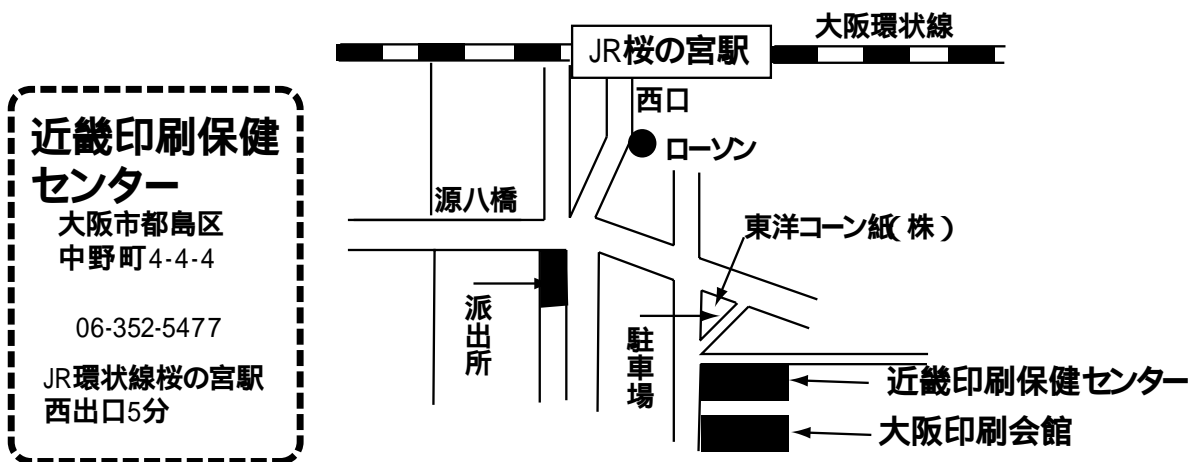 近畿印刷保健
センター
大阪市都島区
中野町4-4-4
06-352-5477
JR環状線桜の宮駅
西出口5分
大阪環状線
JR桜の宮駅
西口
ローソン
源八橋
東洋コーン紙(株)
派出所
駐車場
近畿印刷保健センター
大阪印刷会館